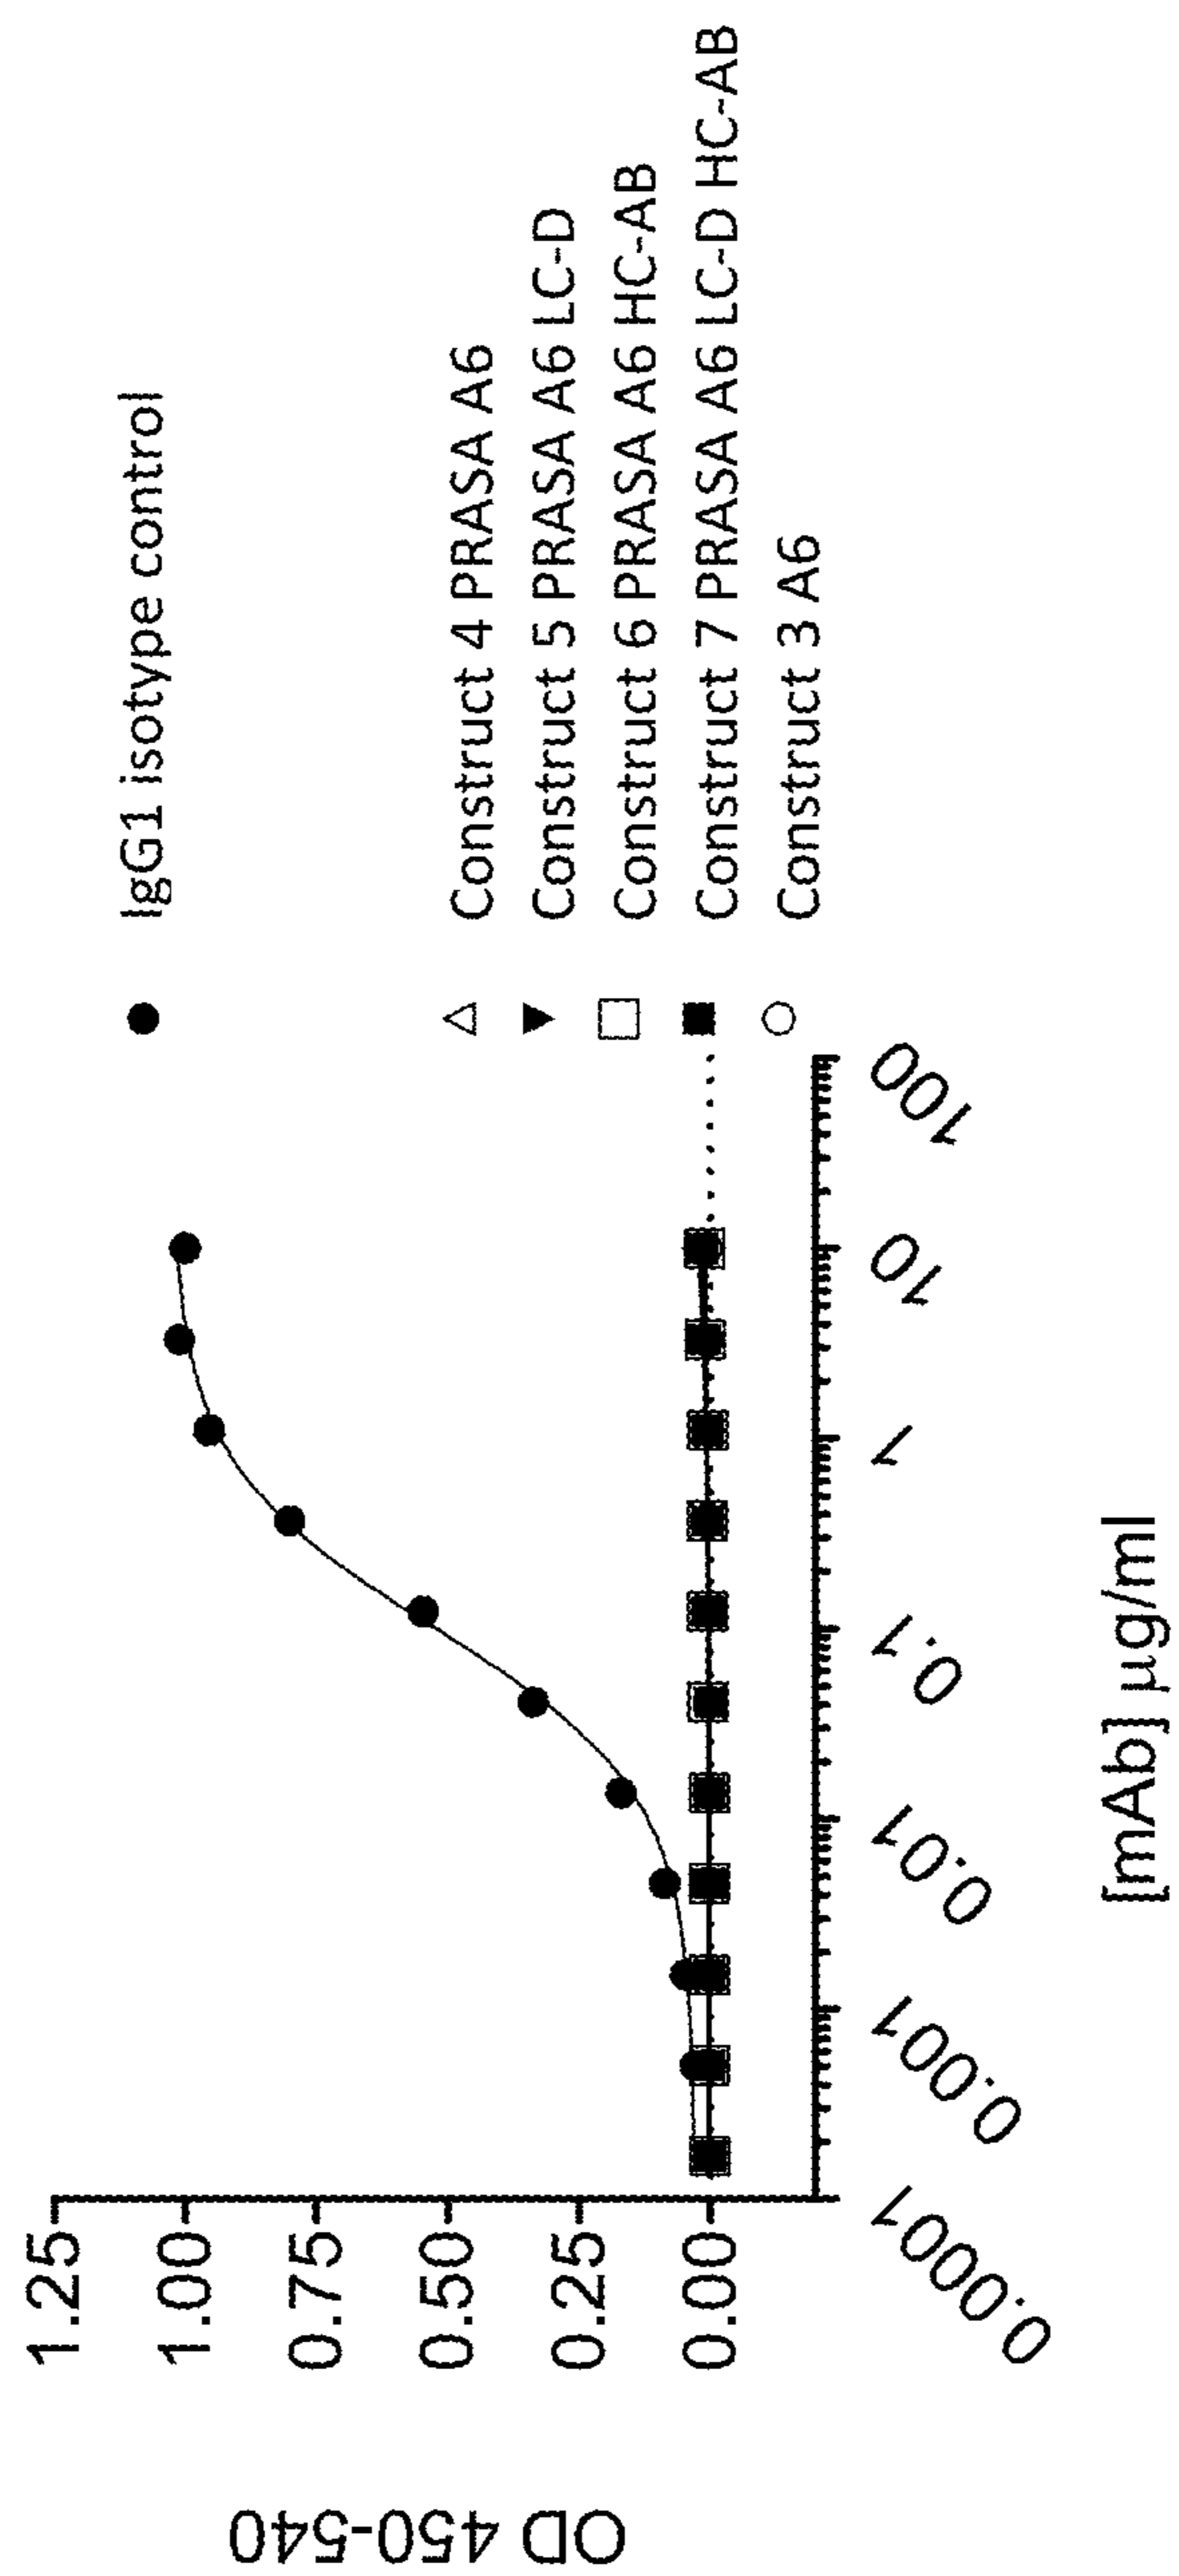 OD 450-540
1.25
1.00
0.75
0.50
0.25
0.00
0.0001
0.001
0.01
0.1
1
10
100
[mAb] μg/ml
IgG1 isotype control
Construct 4 PRASA A6
Construct 5 PRASA A6 LC-D
Construct 6 PRASA A6 HC-AB
Construct 7 PRASA A6 LC-D HC-AB
Construct 3 A6